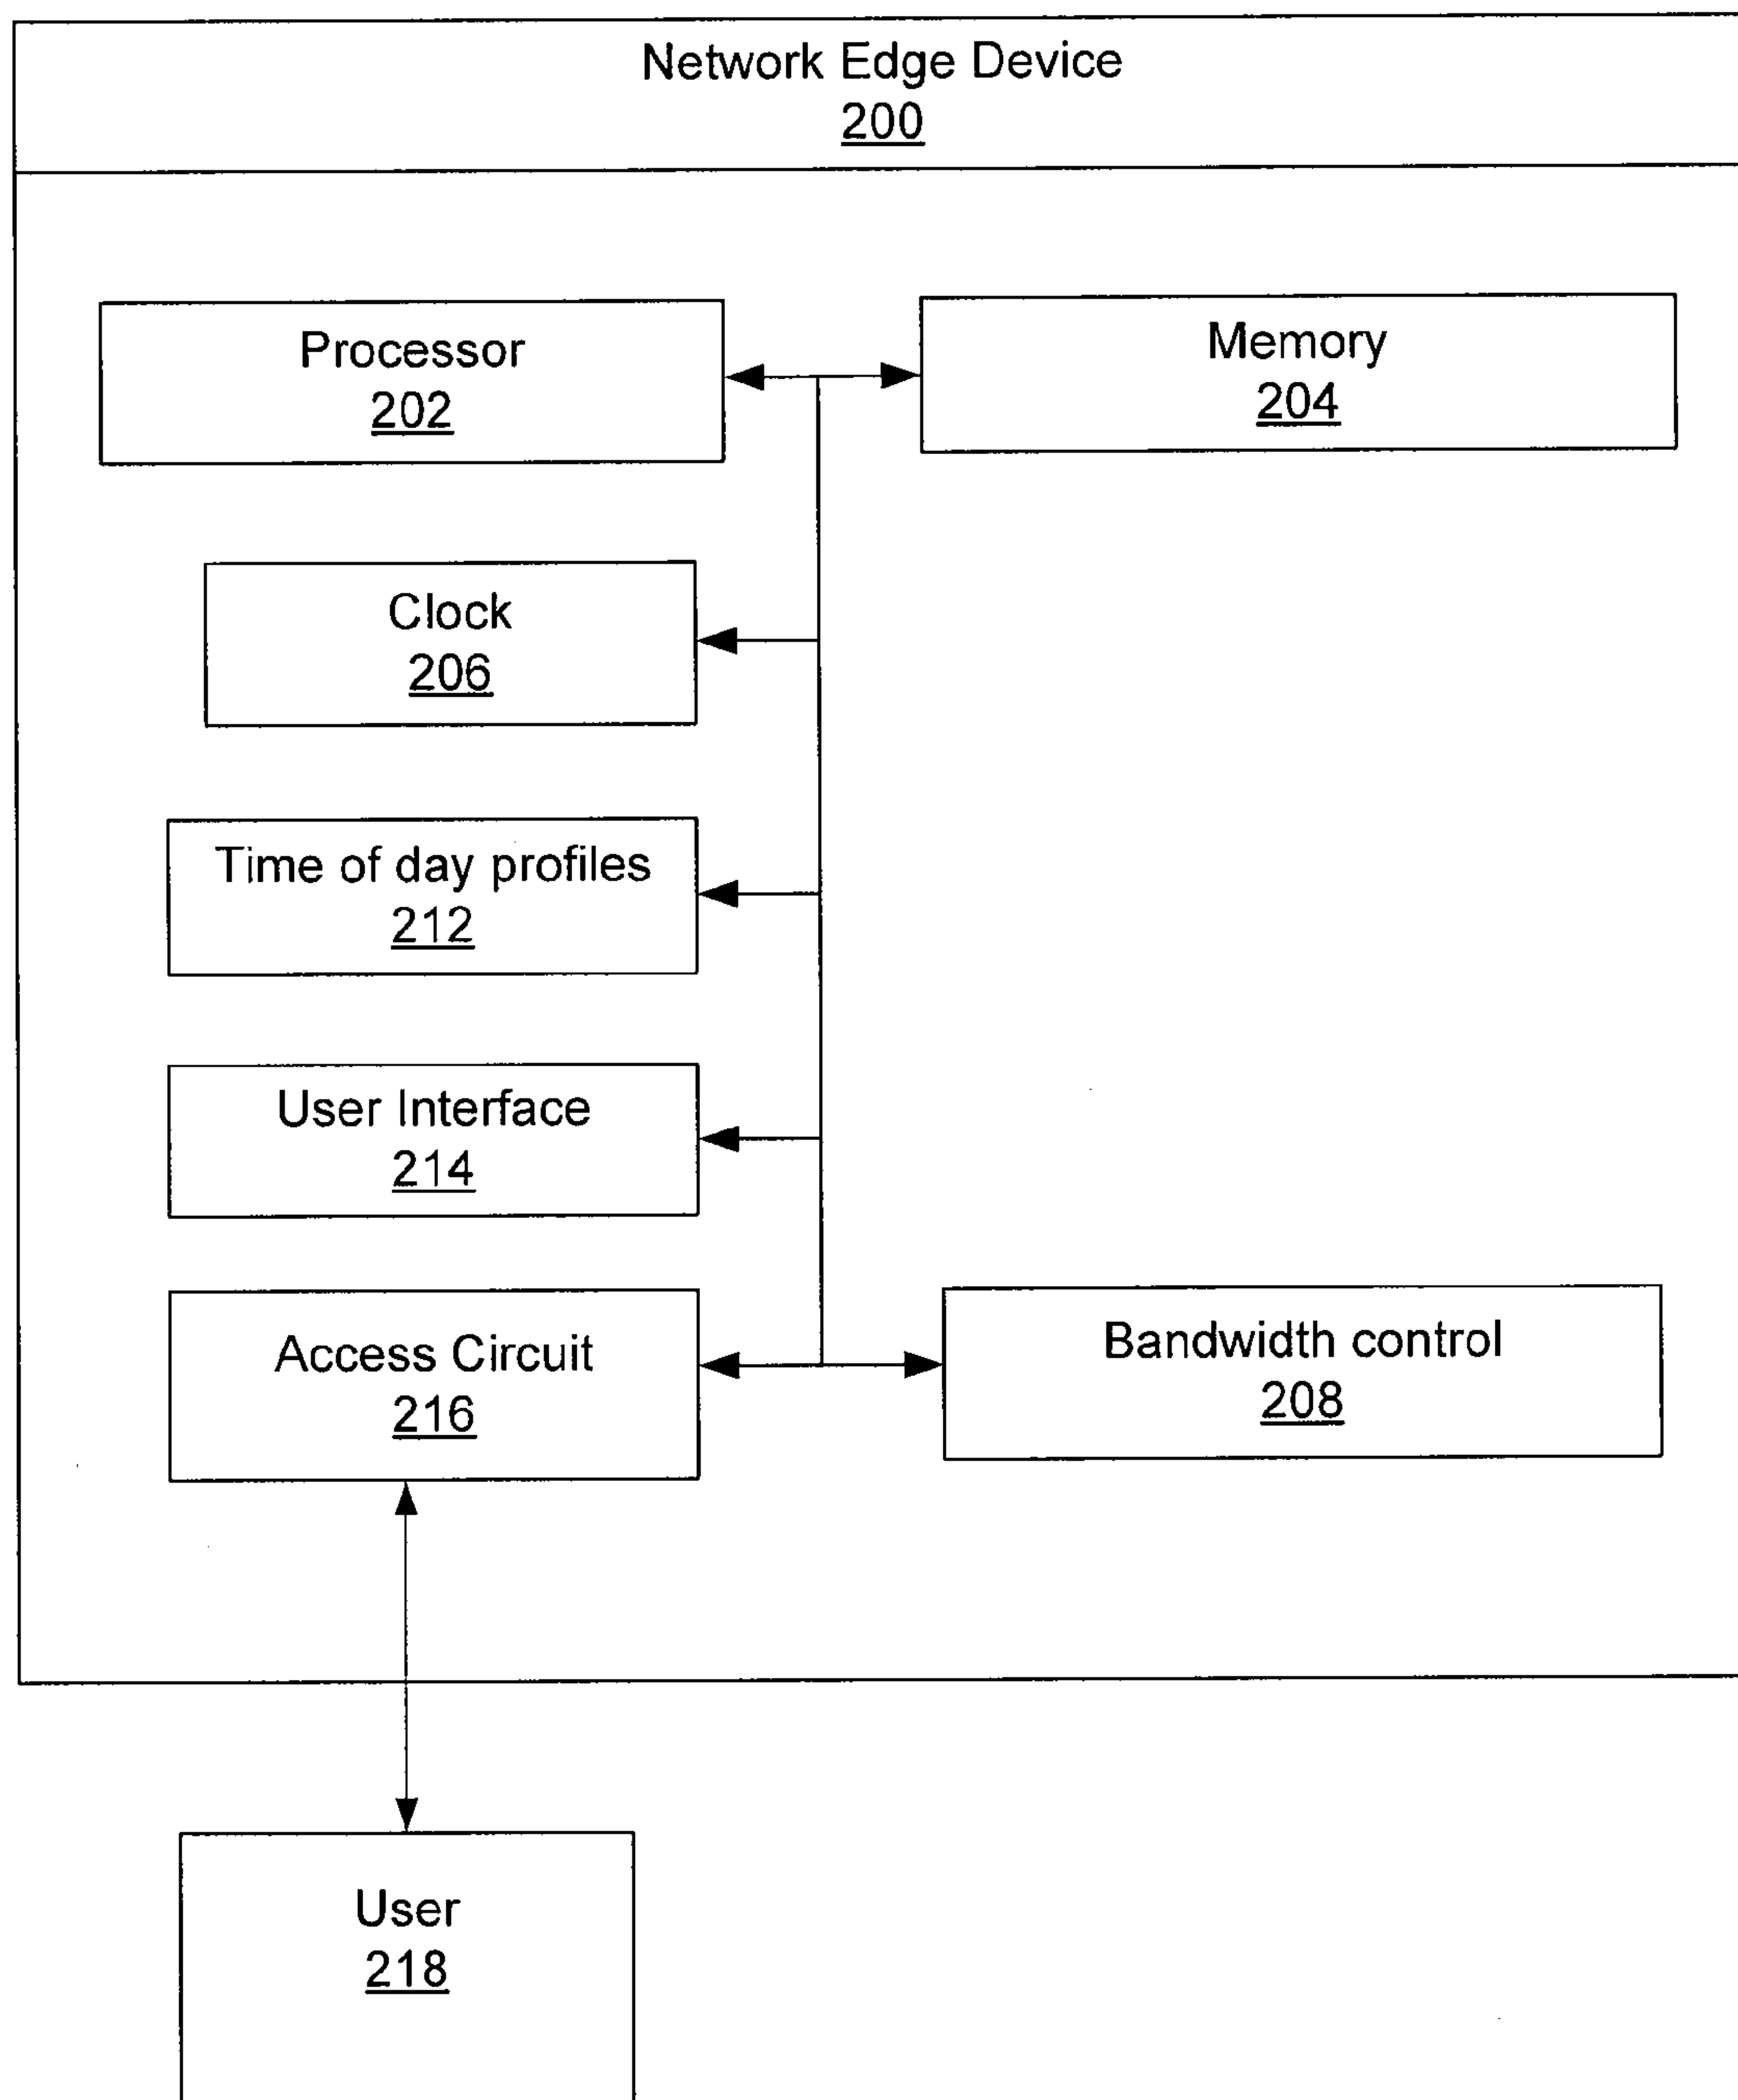 Network Edge Device
200
Processor
202
Memory
204
Clock
206
Time of day profiles
212
User Interface
214
Access Circuit
216
Bandwidth control
208
User
218